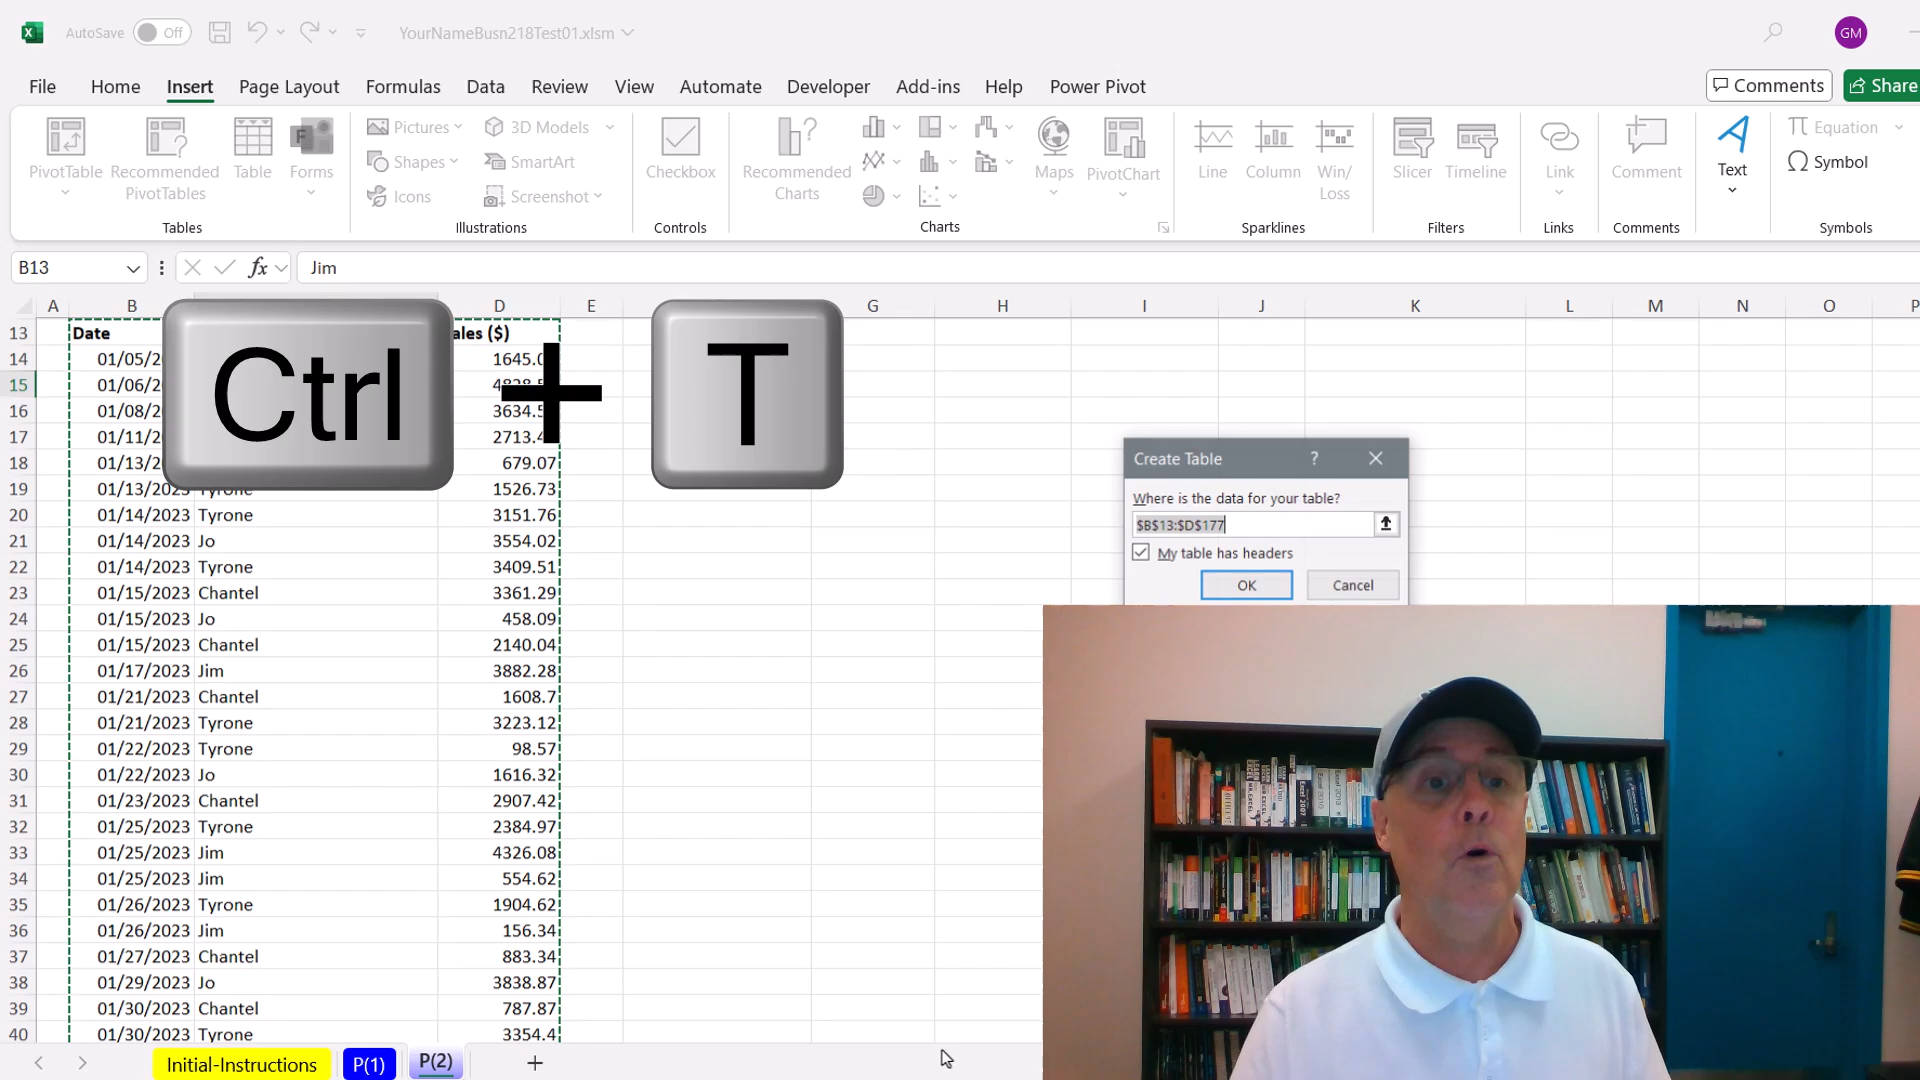 AutoSave Off YourNameBusn218Test01.xlsm GM
File Home Insert Page Layout Formulas Data Review View Automate Developer Add-ins Help Power Pivot Comments Share
PivotTable Recommended PivotTables Table Forms
Tables
Pictures Shapes Icons 3D Models SmartArt Screenshot
Illustrations
Checkbox
Controls
Recommended Charts Maps PivotChart
Charts
Line Column Win/Loss
Sparklines
Slicer Timeline
Filters
Link
Links
Comment
Comments
Text
Equation Symbol
Symbols
B13 fx Jim
A B D E G H I J K L M N O P
13 Date ales ($)
14 01/05/2 1645.0
15 01/06/2
16 01/08/2 3634.5
17 01/11/2 2713.4
18 01/13/2 679.07
19 01/13/2023 Tyrone 1526.73
20 01/14/2023 Tyrone 3151.76
21 01/14/2023 Jo 3554.02
22 01/14/2023 Tyrone 3409.51
23 01/15/2023 Chantel 3361.29
24 01/15/2023 Jo 458.09
25 01/15/2023 Chantel 2140.04
26 01/17/2023 Jim 3882.28
27 01/21/2023 Chantel 1608.7
28 01/21/2023 Tyrone 3223.12
29 01/22/2023 Tyrone 98.57
30 01/22/2023 Jo 1616.32
31 01/23/2023 Chantel 2907.42
32 01/25/2023 Tyrone 2384.97
33 01/25/2023 Jim 4326.08
34 01/25/2023 Jim 554.62
35 01/26/2023 Tyrone 1904.62
36 01/26/2023 Jim 156.34
37 01/27/2023 Chantel 883.34
38 01/29/2023 Jo 3838.87
39 01/30/2023 Chantel 787.87
40 01/30/2023 Tyrone 3354.4
Ctrl + T
Create Table ?
Where is the data for your table?
$B$13:$D$177
My table has headers
OK Cancel
Initial-Instructions P(1) P(2) +